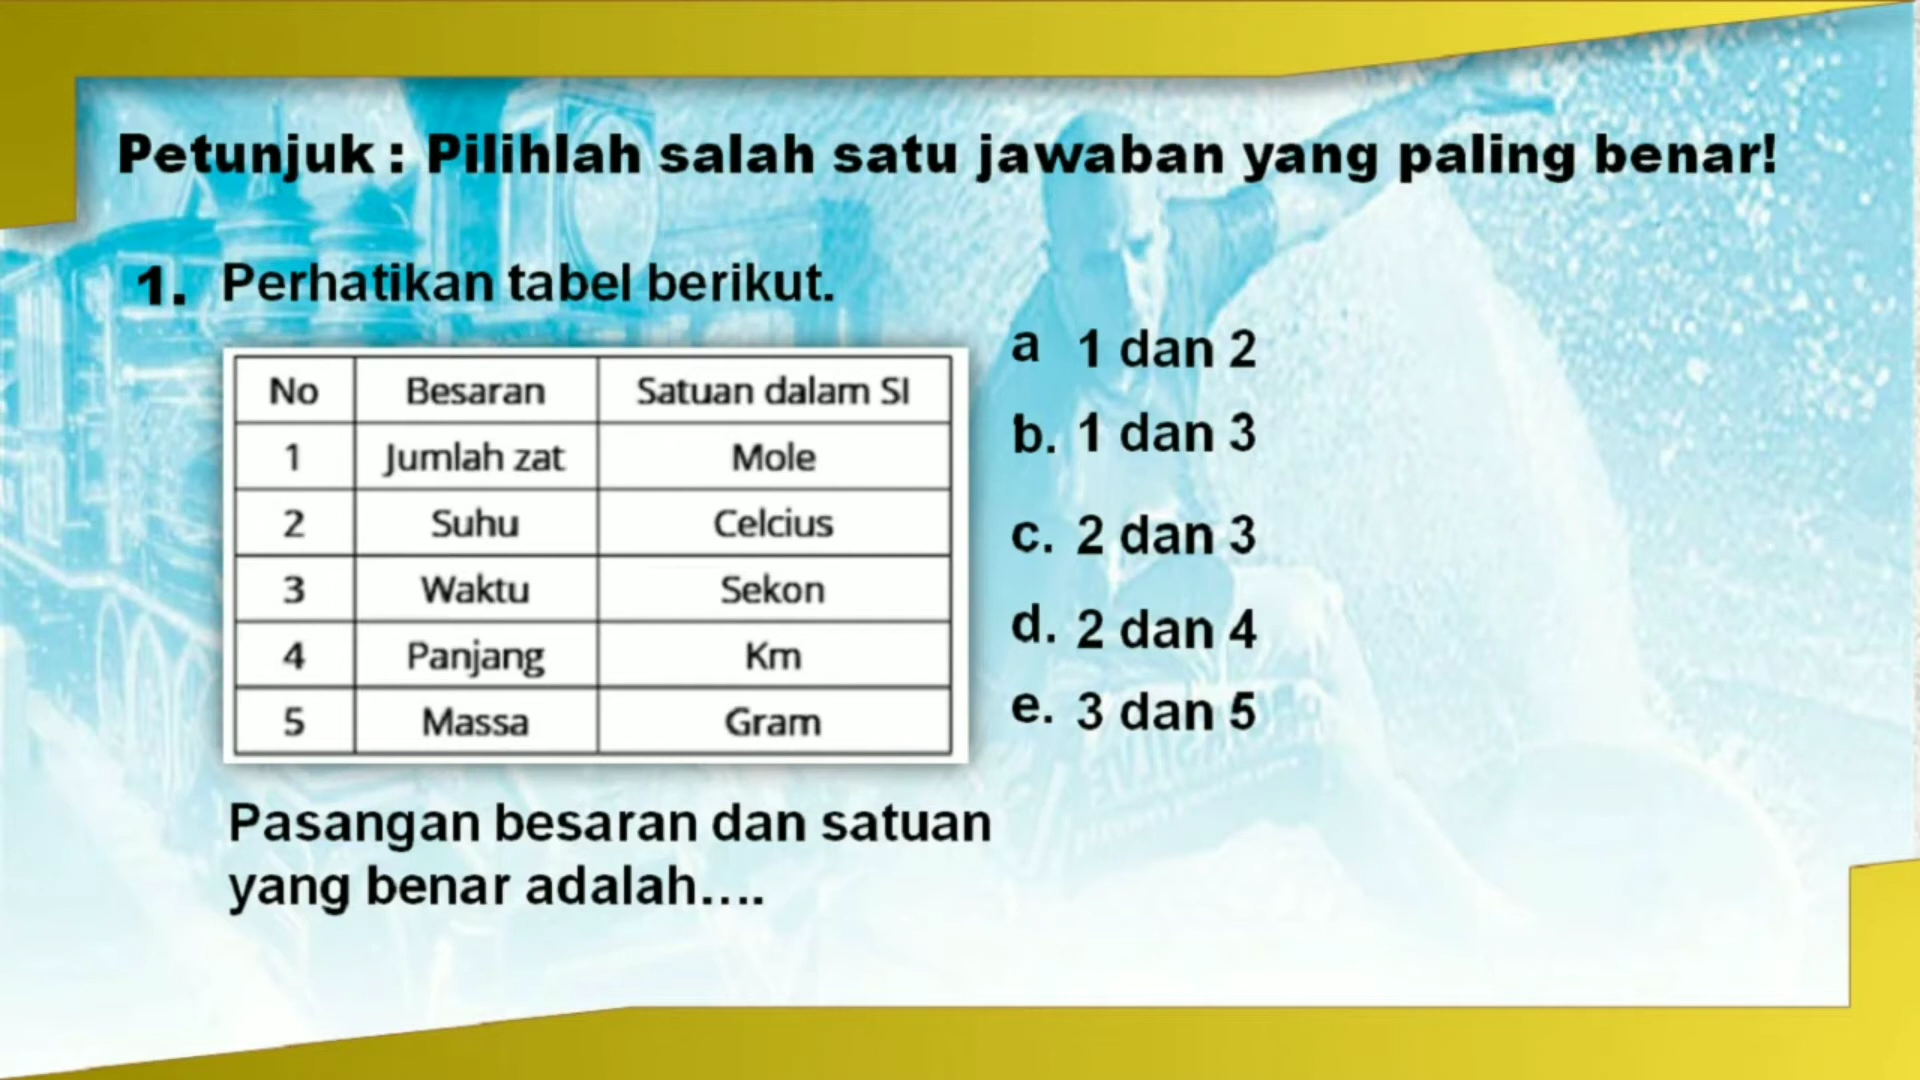 Petunjuk : Pilihlah salah satu jawaban yang paling benar!
1. Perhatikan tabel berikut.
No Besaran Satuan dalam SI
1 Jumlah zat Mole
2 Suhu Celcius
3 Waktu Sekon
4 Panjang Km
5 Massa Gram
Pasangan besaran dan satuan
yang benar adalah....
a 1 dan 2
b. 1 dan 3
c. 2 dan 3
d. 2 dan 4
e. 3 dan 5